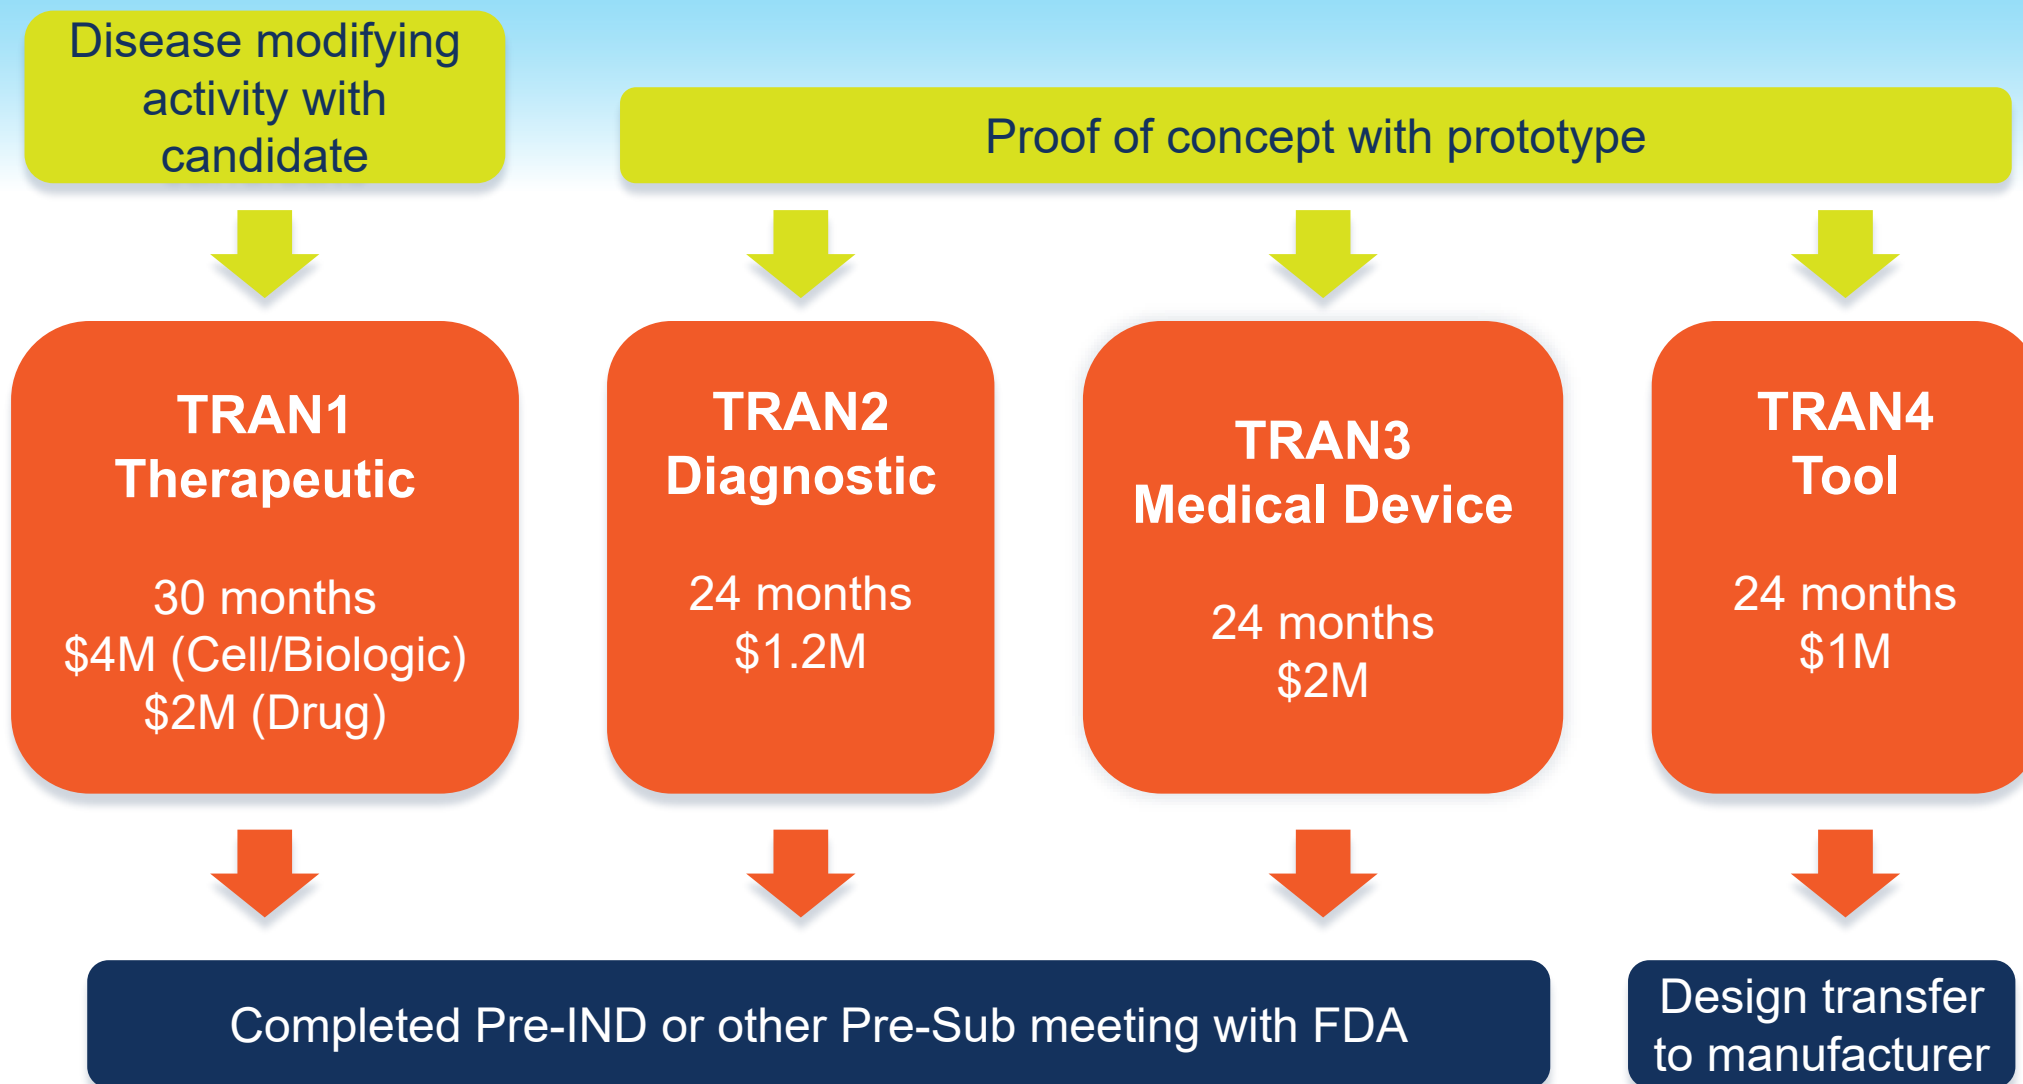 Disease modifying
activity with
candidate
Proof of concept with prototype
TRAN1
Therapeutic
30 months
$4M (Cell/Biologic)
$2M (Drug)
TRAN2
Diagnostic
24 months
$1.2M
TRAN3
Medical Device
24 months
$2M
TRAN4
Tool
24 months
$1M
Completed Pre-IND or other Pre-Sub meeting with FDA
Design transfer
to manufacturer